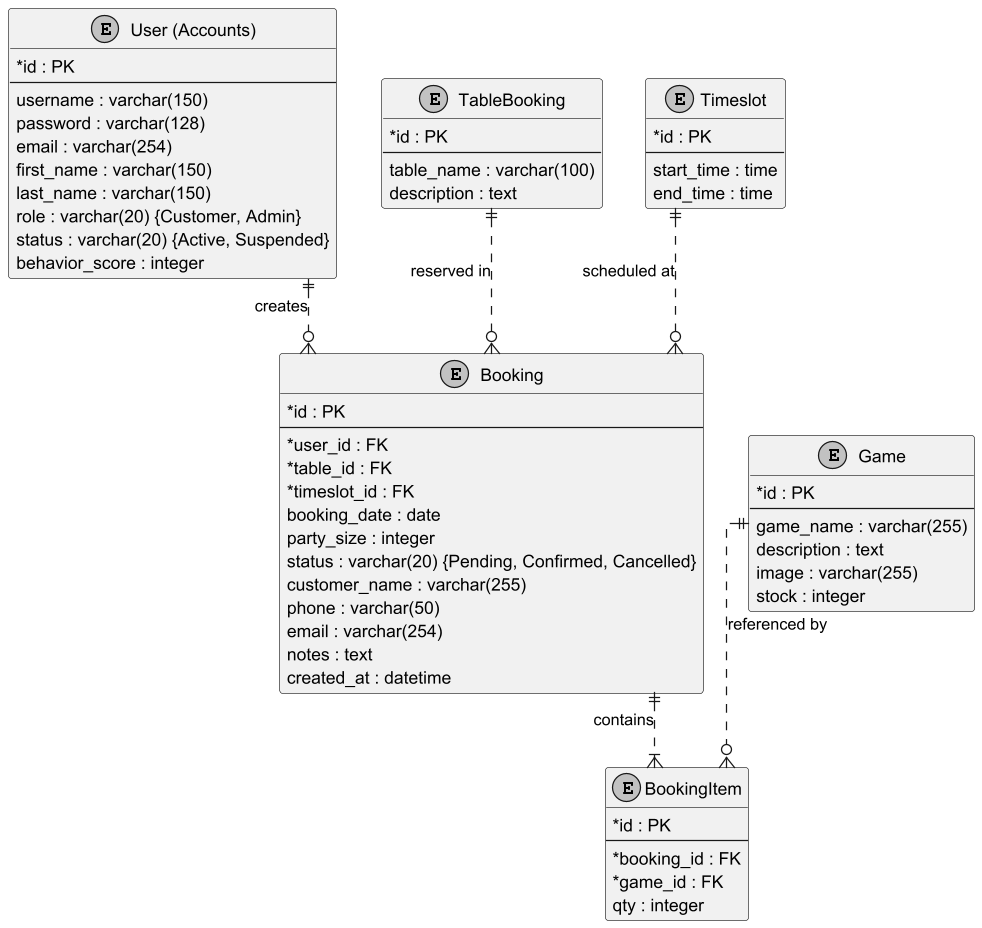 E User (Accounts)
*id : PK
username : varchar(150)
password : varchar(128)
email : varchar(254)
first_name : varchar(150)
last_name : varchar(150)
role : varchar(20) {Customer, Admin}
status : varchar(20) {Active, Suspended}
behavior_score : integer
E TableBooking
*id : PK
table_name : varchar(100)
description : text
E Timeslot
*id : PK
start_time : time
end_time : time
creates
reserved in
scheduled at
E Booking
*id : PK
*user_id : FK
*table_id : FK
*timeslot_id : FK
booking_date : date
party_size : integer
status : varchar(20) {Pending, Confirmed, Cancelled}
customer_name : varchar(255)
phone : varchar(50)
email : varchar(254)
notes : text
created_at : datetime
E Game
*id : PK
game_name : varchar(255)
description : text
image : varchar(255)
stock : integer
referenced by
contains
E BookingItem
*id : PK
*booking_id : FK
*game_id : FK
qty : integer